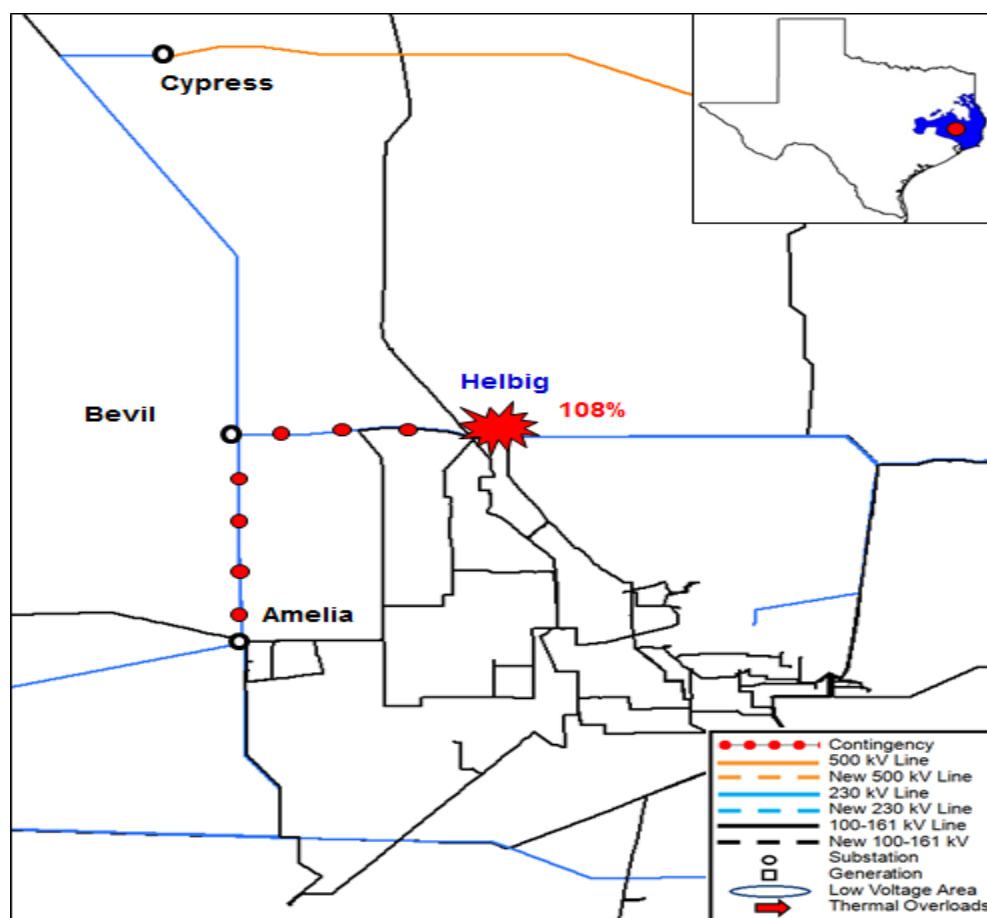 Cypress
Helbig
108%
Bevil
Amelia
Contingency
500 kV Line
New 500 kV Line
230 kV Line
New 230 kV Line
100-161 kV Line
New 100-161 kV
Substation
Generation
Low Voltage Area
Thermal Overloads